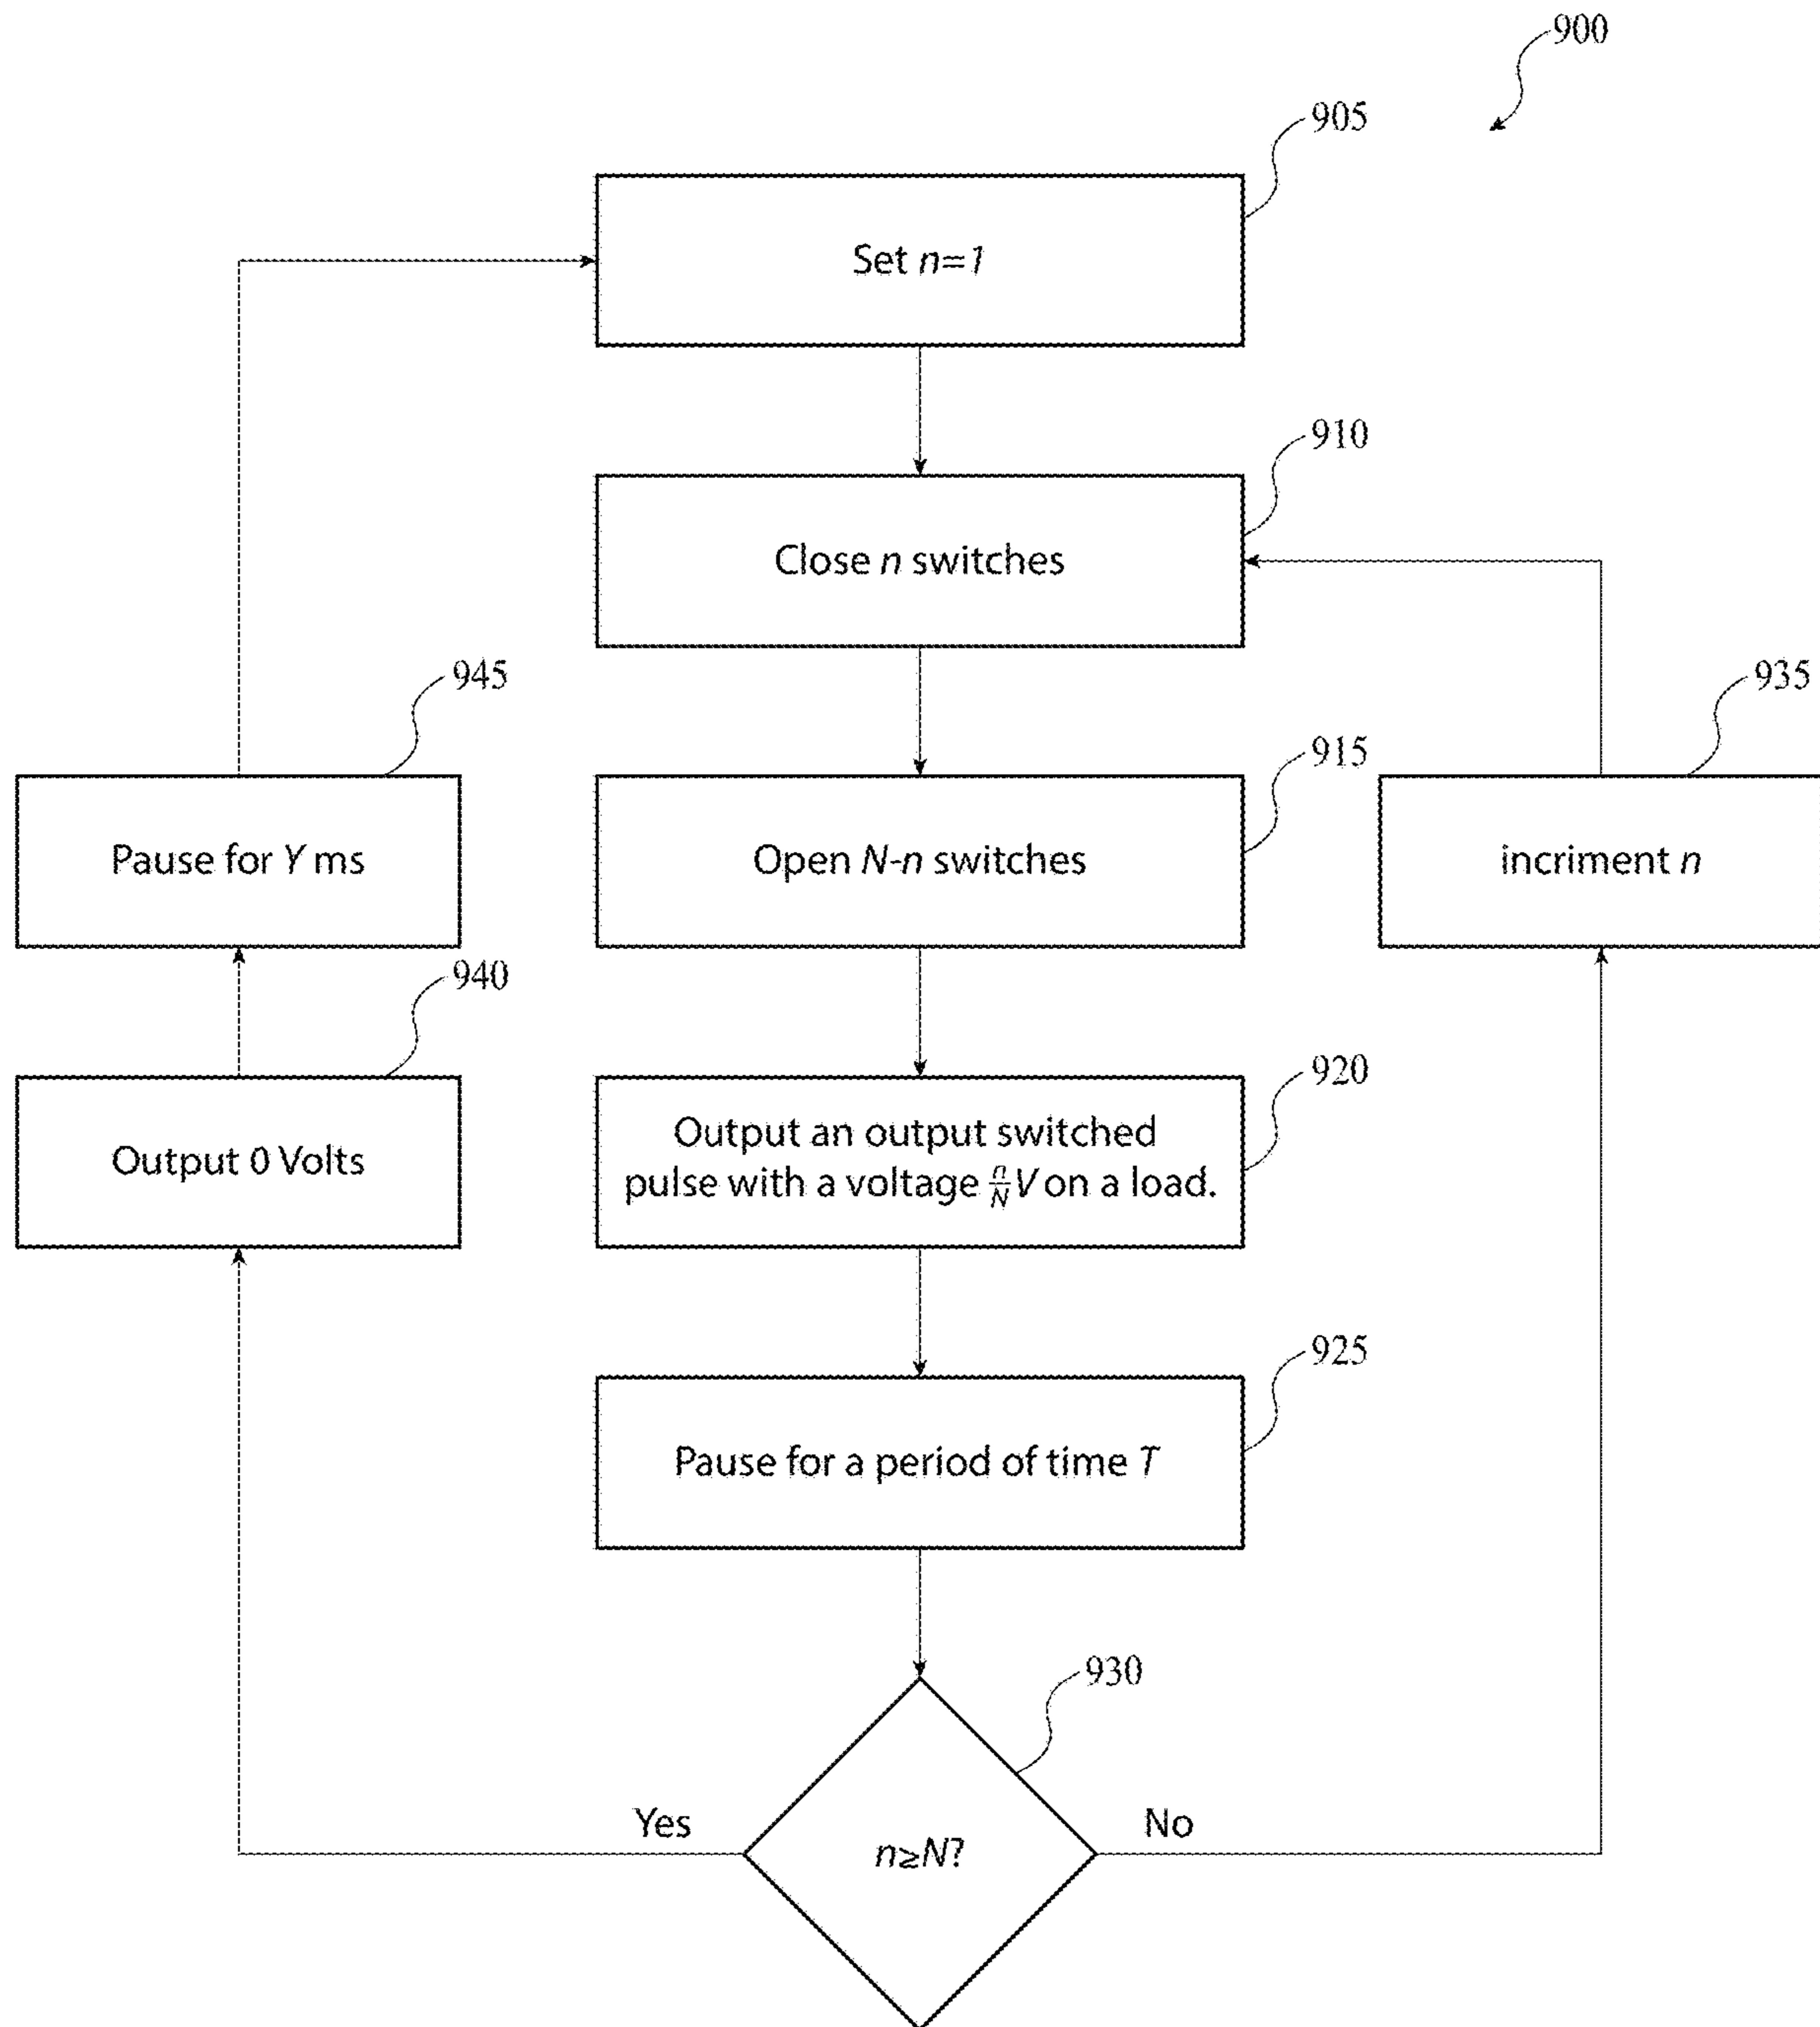 900
905
Set n=1
910
Close n switches
945
935
915
Pause for Y ms
Open N-n switches
incriment n
940
920
Output 0 Volts
Output an output switched
pulse with a voltage n/N V on a load.
925
Pause for a period of time T
930
Yes
No
n≥N?